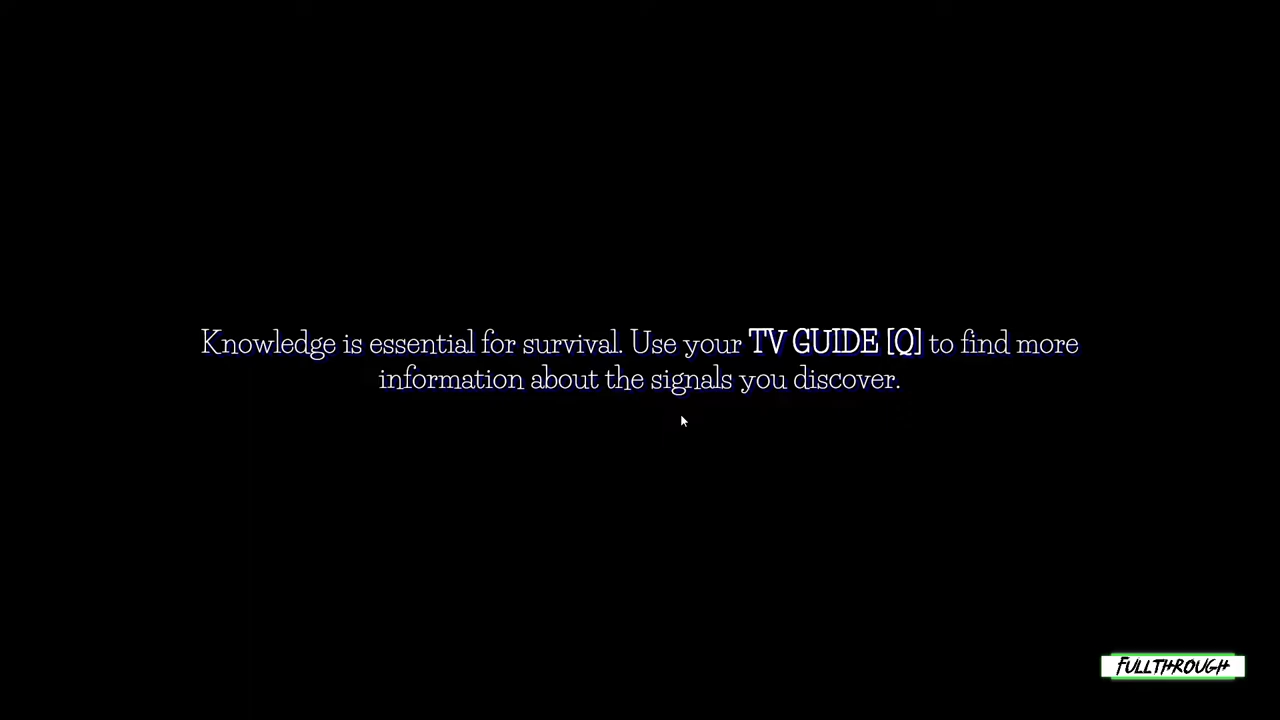 Knowledge is essential for survival. Use your TV GUIDE [Q] to find more
information about the signals you discover.
FULLTHROUGH